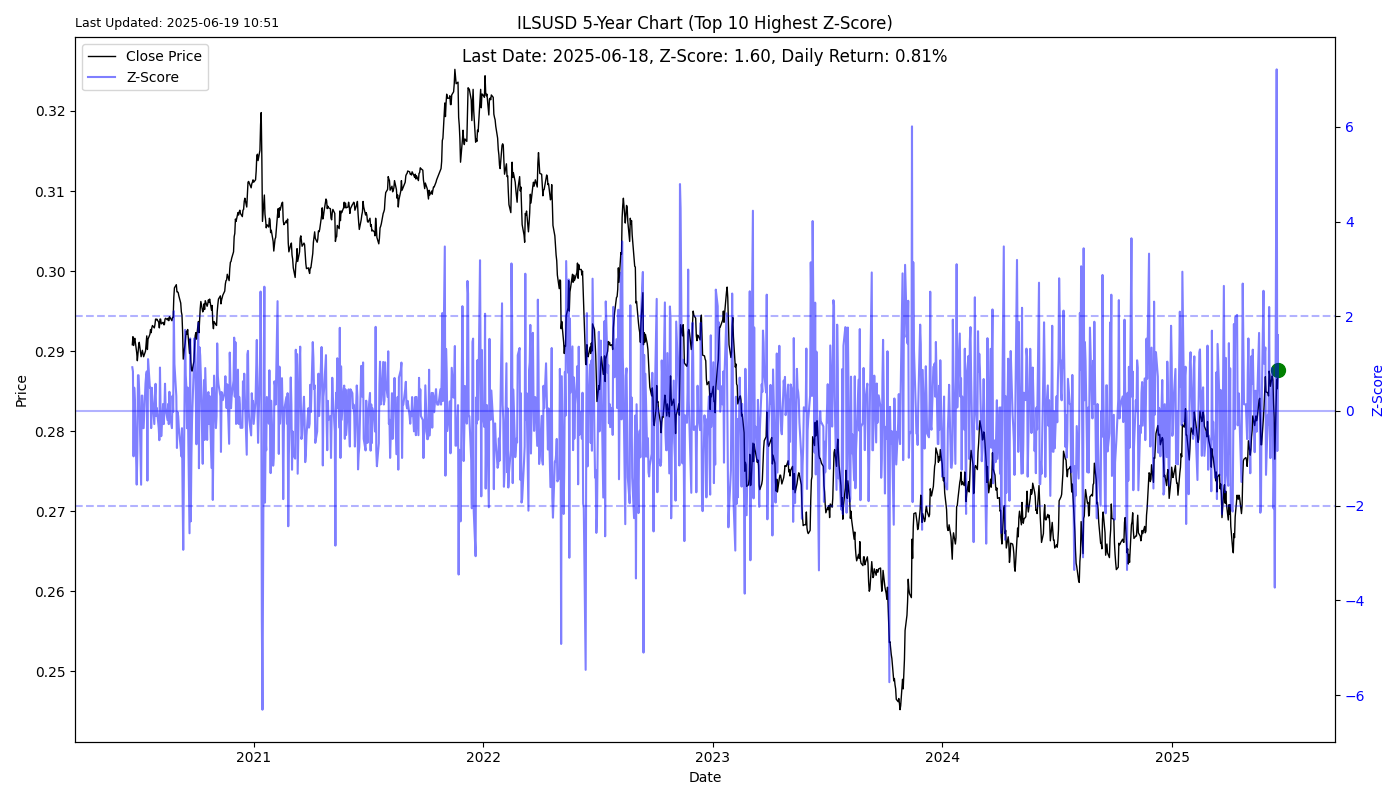 Last Updated: 2025-06-19 10:51
ILSUSD 5-Year Chart (Top 10 Highest Z-Score)
Last Date: 2025-06-18, Z-Score: 1.60, Daily Return: 0.81%
Close Price
Z-Score
Price
0.32
0.31
0.30
0.29
0.28
0.27
0.26
0.25
6
4
2
0
−2
−4
−6
Z-Score
2021
2022
2023
2024
2025
Date